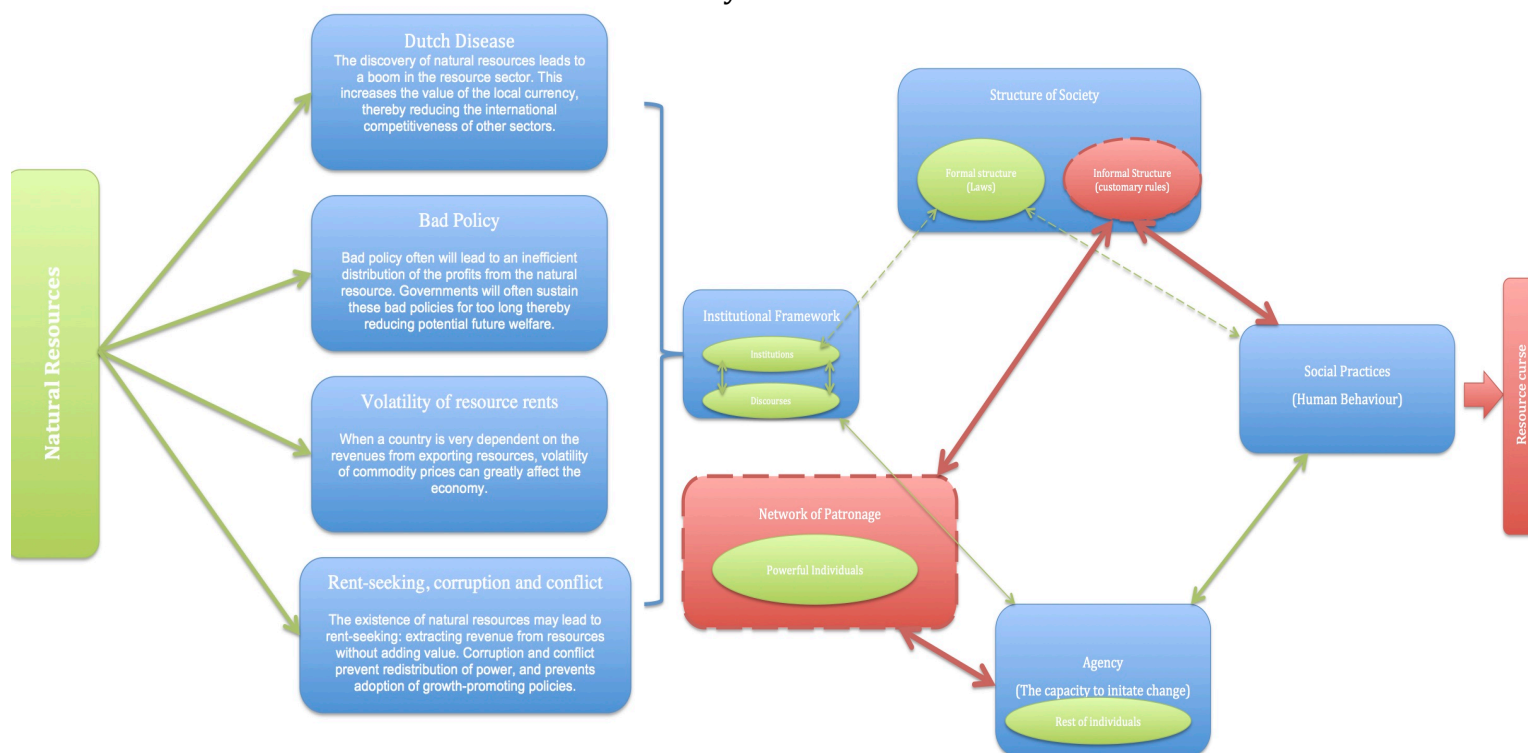 Natural Resources
Dutch Disease
The discovery of natural resources leads to
a boom in the resource sector. This
increases the value of the local currency,
thereby reducing the international
competitiveness of other sectors.
Bad Policy
Bad policy often will lead to an inefficient
distribution of the profits from the natural
resource. Governments will often sustain
these bad policies for too long thereby
reducing potential future welfare.
Volatility of resource rents
When a country is very dependent on the
revenues from exporting resources, volatility
of commodity prices can greatly affect the
economy.
Rent-seeking, corruption and conflict
The existence of natural resources may lead to
rent-seeking: extracting revenue from resources
without adding value. Corruption and conflict
prevent redistribution of power, and prevents
adoption of growth-promoting policies.
Institutional Framework
Institutions
Discourses
Structure of Society
Formal structure
(Laws)
Informal Structure
(customary rules)
Network of Patronage
Powerful Individuals
Agency
(The capacity to initate change)
Rest of individuals
Social Practices
(Human Behaviour)
Resource curse